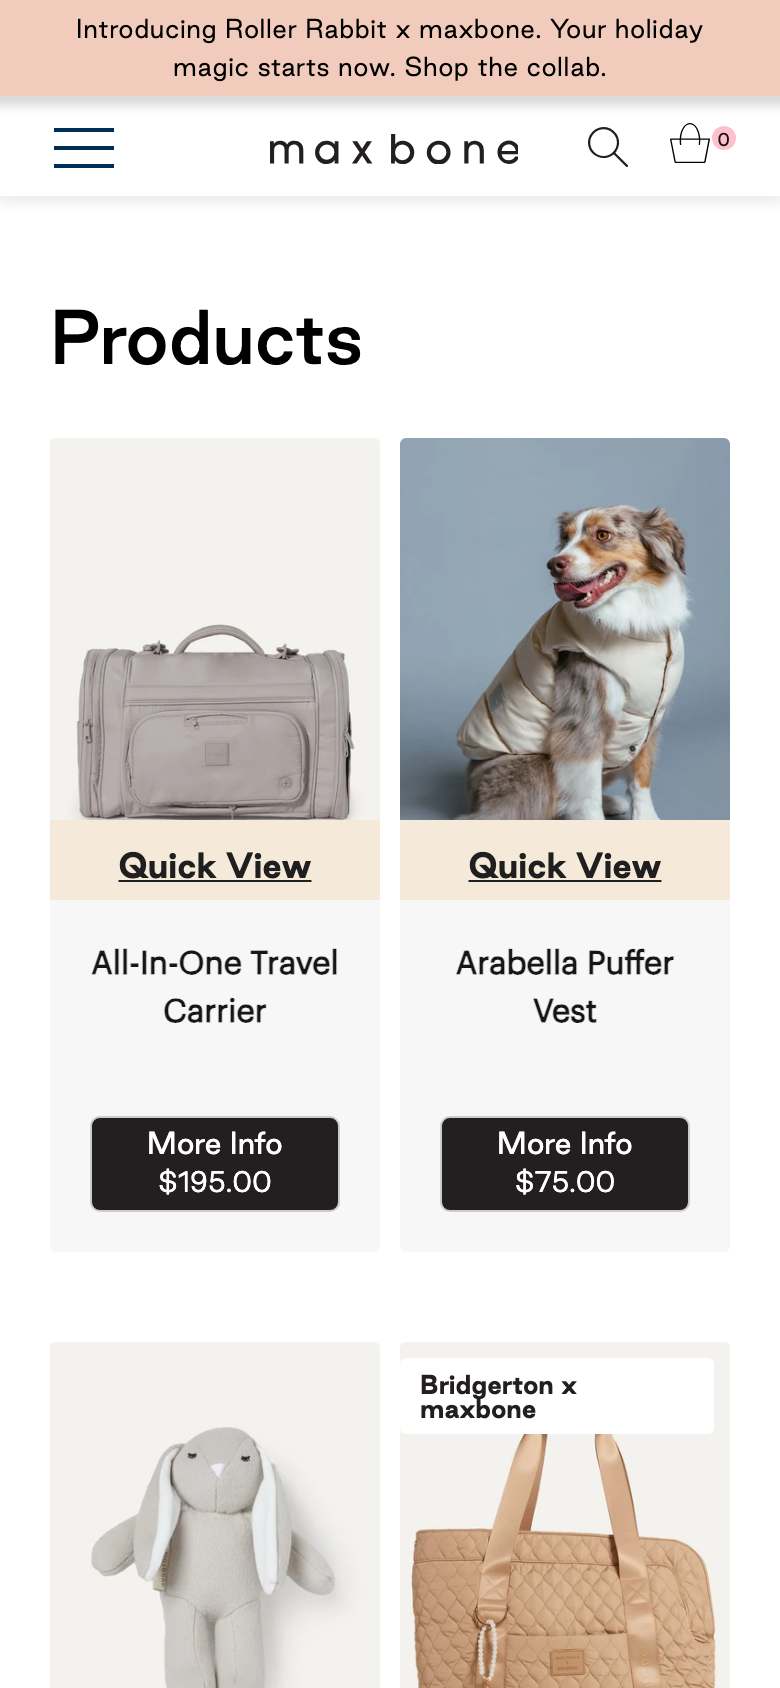 Introducing Roller Rabbit x maxbone. Your holiday
magic starts now. Shop the collab.
maxbone
0
Products
Quick View
Quick View
All-In-One Travel
Carrier
Arabella Puffer
Vest
More Info
$195.00
More Info
$75.00
Bridgerton x
maxbone